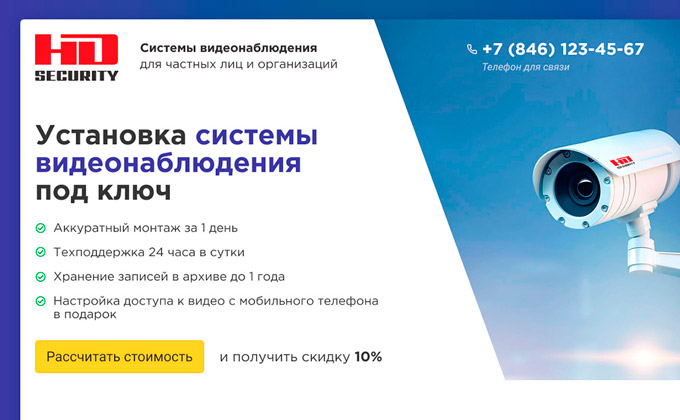 HD
SECURITY
Системы видеонаблюдения
для частных лиц и организаций
+7 (846) 123-45-67
Телефон для связи
Установка системы
видеонаблюдения
под ключ
Аккуратный монтаж за 1 день
Техподдержка 24 часа в сутки
Хранение записей в архиве до 1 года
Настройка доступа к видео с мобильного телефона
в подарок
Рассчитать стоимость и получить скидку 10%
HD
SECURITY